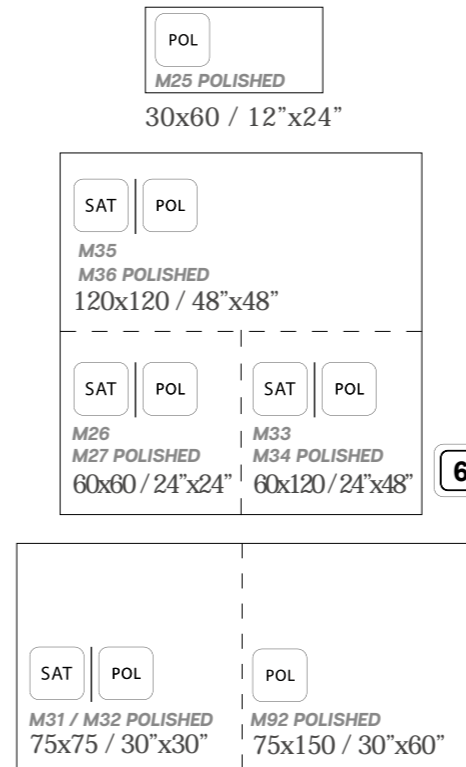 POL
M25 POLISHED
30x60 / 12”x24”
SAT POL
M35
M36 POLISHED
120x120 / 48”x48”
SAT POL
M26
M27 POLISHED
60x60 / 24”x24”
SAT POL
M33
M34 POLISHED
60x120/24”x48”
6
SAT POL
M31 / M32 POLISHED
75x75 / 30”x30”
POL
M92 POLISHED
75x150 / 30”x60”